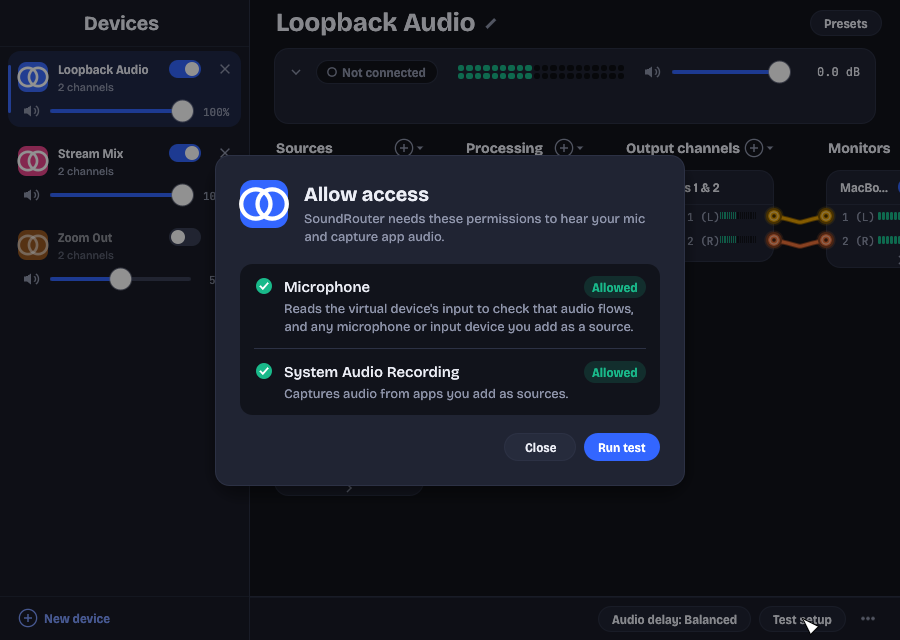 Devices
Loopback Audio
2 channels
100%
Stream Mix
2 channels
Zoom Out
2 channels
New device
Loopback Audio
Presets
Not connected
0.0 dB
Sources
Processing
Output channels
Monitors
s 1 & 2
1 (L)
2 (R)
MacBo...
1 (L)
2 (R)
Allow access
SoundRouter needs these permissions to hear your mic
and capture app audio.
Microphone
Allowed
Reads the virtual device's input to check that audio flows,
and any microphone or input device you add as a source.
System Audio Recording
Allowed
Captures audio from apps you add as sources.
Close
Run test
Audio delay: Balanced
Test setup